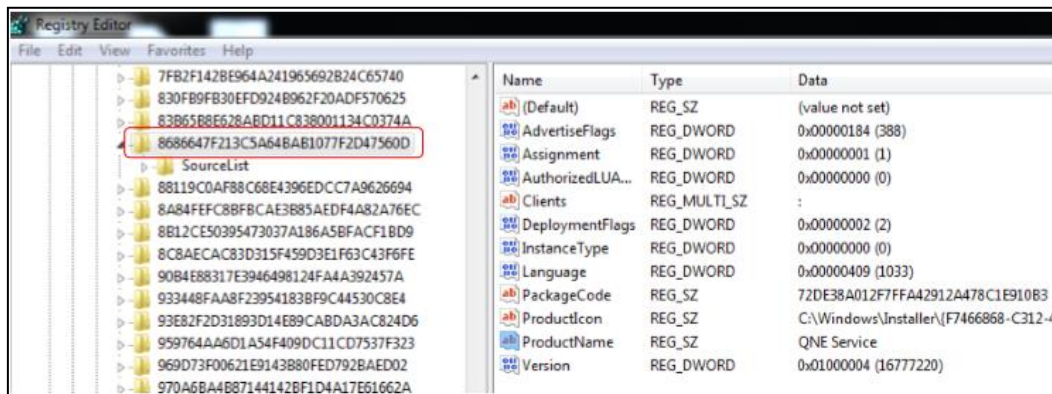 Registry Editor
File Edit View Favorites Help
7FB2F142BE964A241965692B24C65740
830FB9FB30EFD924B962F20ADF570625
83B65B8E628ABD11C838001134C0374A
8686647F213C5A64BAB1077F2D47560D
SourceList
88119C0AF88C68E4396EDCC7A9626694
8A84FEFC8BFBCAE3B85AEDF4A82A76EC
8B12CE50395473037A186A5BFACF1BD9
8C8AECAC83D315F459D3E1F63C43F6FE
90B4E88317E3946498124FA4A392457A
933448FAA8F23954183BF9C44530C8E4
93E82F2D31893D14EB9CABDA3AC824D6
959764AA6D1A54F409DC11CD7537F323
969D73F00621E9143B80FED792BAED02
970A6BA4B87144142BF1D4A17E61662A
Name Type Data
(Default) REG_SZ (value not set)
AdvertiseFlags REG_DWORD 0x00000184 (388)
Assignment REG_DWORD 0x00000001 (1)
AuthorizedLUA... REG_DWORD 0x00000000 (0)
Clients REG_MULTI_SZ :
DeploymentFlags REG_DWORD 0x00000002 (2)
InstanceType REG_DWORD 0x00000000 (0)
Language REG_DWORD 0x00000409 (1033)
PackageCode REG_SZ 72DE38A012F7FFA42912A478C1E910B3
ProductIcon REG_SZ C:\Windows\Installer\{F7466868-C312-4
ProductName REG_SZ QNE Service
Version REG_DWORD 0x01000004 (16777220)